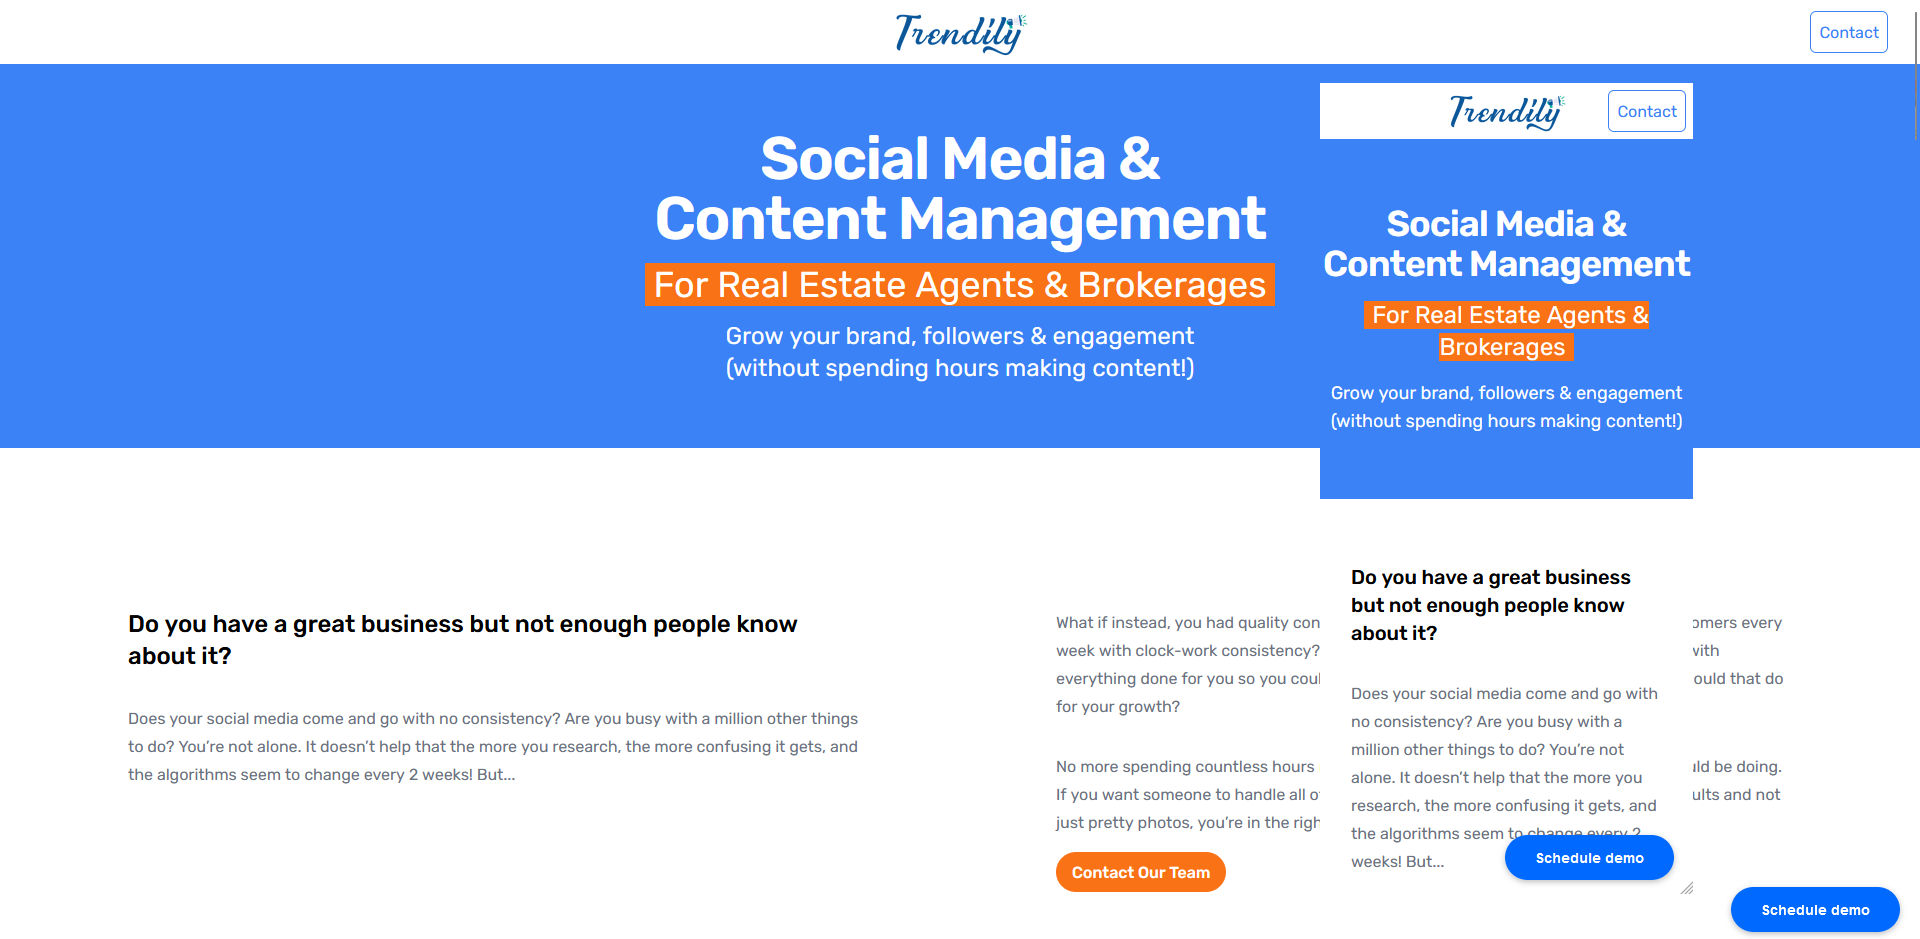 Trendily
Contact
Social Media &
Content Management
For Real Estate Agents & Brokerages
Grow your brand, followers & engagement
(without spending hours making content!)
Do you have a great business but not enough people know
about it?
Does your social media come and go with no consistency? Are you busy with a million other things
to do? You’re not alone. It doesn’t help that the more you research, the more confusing it gets, and
the algorithms seem to change every 2 weeks! But...
What if instead, you had quality con
omers every
week with clock-work consistency?
with
everything done for you so you coul
ould that do
for your growth?
No more spending countless hours
uld be doing.
If you want someone to handle all o
ults and not
just pretty photos, you’re in the righ
Contact Our Team
Trendily
Contact
Social Media &
Content Management
For Real Estate Agents &
Brokerages
Grow your brand, followers & engagement
(without spending hours making content!)
Do you have a great business
but not enough people know
about it?
Does your social media come and go with
no consistency? Are you busy with a
million other things to do? You’re not
alone. It doesn’t help that the more you
research, the more confusing it gets, and
the algorithms seem to change every 2
weeks! But...
Schedule demo
Schedule demo